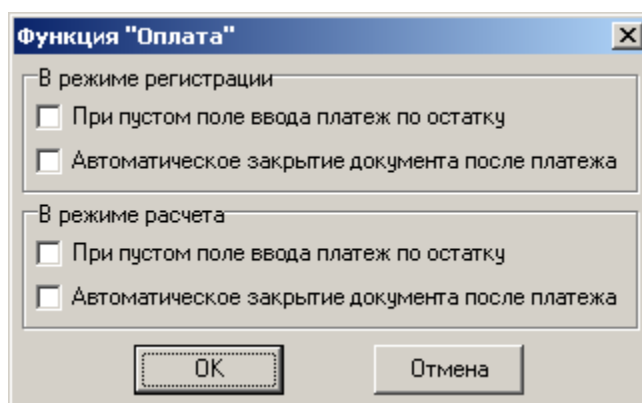 Функция "Оплата"
В режиме регистрации
При пустом поле ввода платеж по остатку
Автоматическое закрытие документа после платежа
В режиме расчета
При пустом поле ввода платеж по остатку
Автоматическое закрытие документа после платежа
OK
Отмена